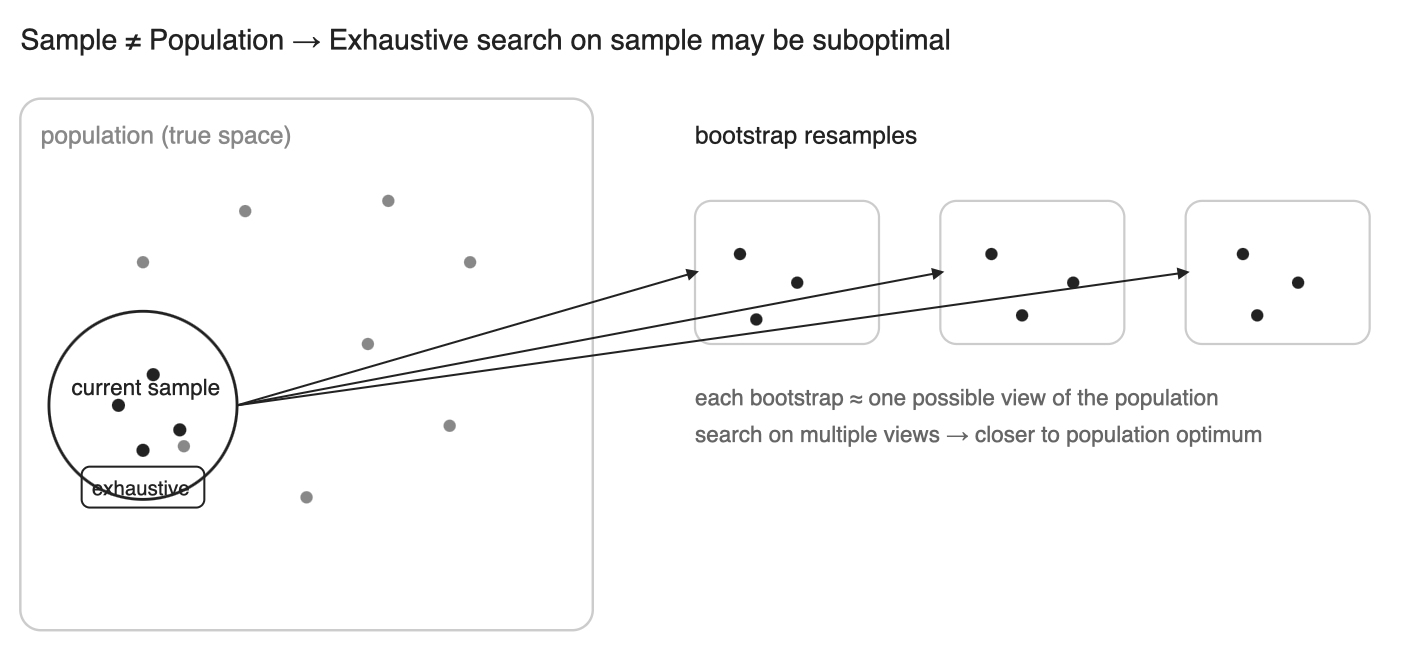 Sample ≠ Population → Exhaustive search on sample may be suboptimal
population (true space)
bootstrap resamples
current sample
exhaustive
each bootstrap ≈ one possible view of the population
search on multiple views → closer to population optimum